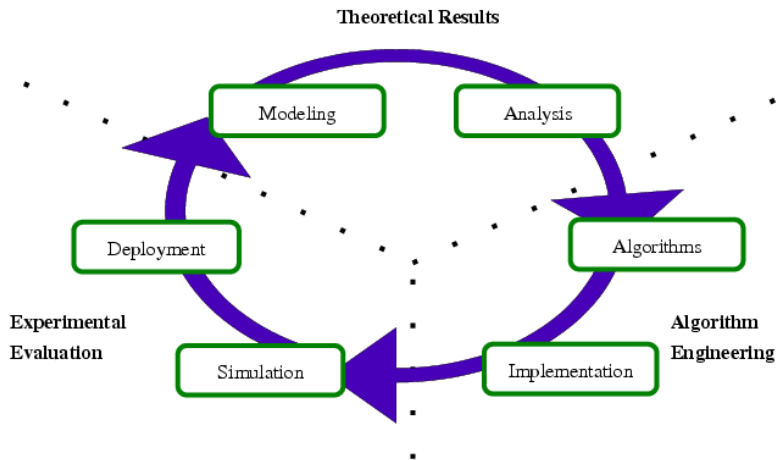 Theoretical Results
Modeling
Analysis
Deployment
Algorithms
Experimental
Evaluation
Algorithm
Engineering
Simulation
Implementation